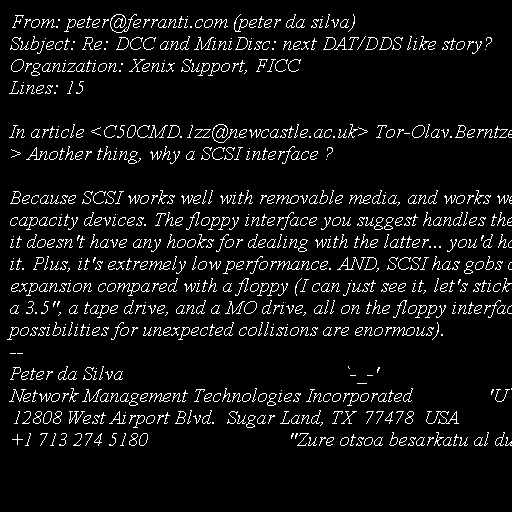 From: peter@ferranti.com (peter da silva)
Subject: Re: DCC and MiniDisc: next DAT/DDS like story?
Organization: Xenix Support, FICC
Lines: 15

In article <C50CMD.1zz@newcastle.ac.uk> Tor-Olav.Berntze
> Another thing, why a SCSI interface ?

Because SCSI works well with removable media, and works we
capacity devices. The floppy interface you suggest handles the
it doesn't have any hooks for dealing with the latter... you'd ha
it. Plus, it's extremely low performance. AND, SCSI has gobs o
expansion compared with a floppy (I can just see it, let's stick
a 3.5", a tape drive, and a MO drive, all on the floppy interfac
possibilities for unexpected collisions are enormous).
--
Peter da Silva `-_-'
Network Management Technologies Incorporated 'U`
12808 West Airport Blvd. Sugar Land, TX 77478 USA
+1 713 274 5180 "Zure otsoa besarkatu al du